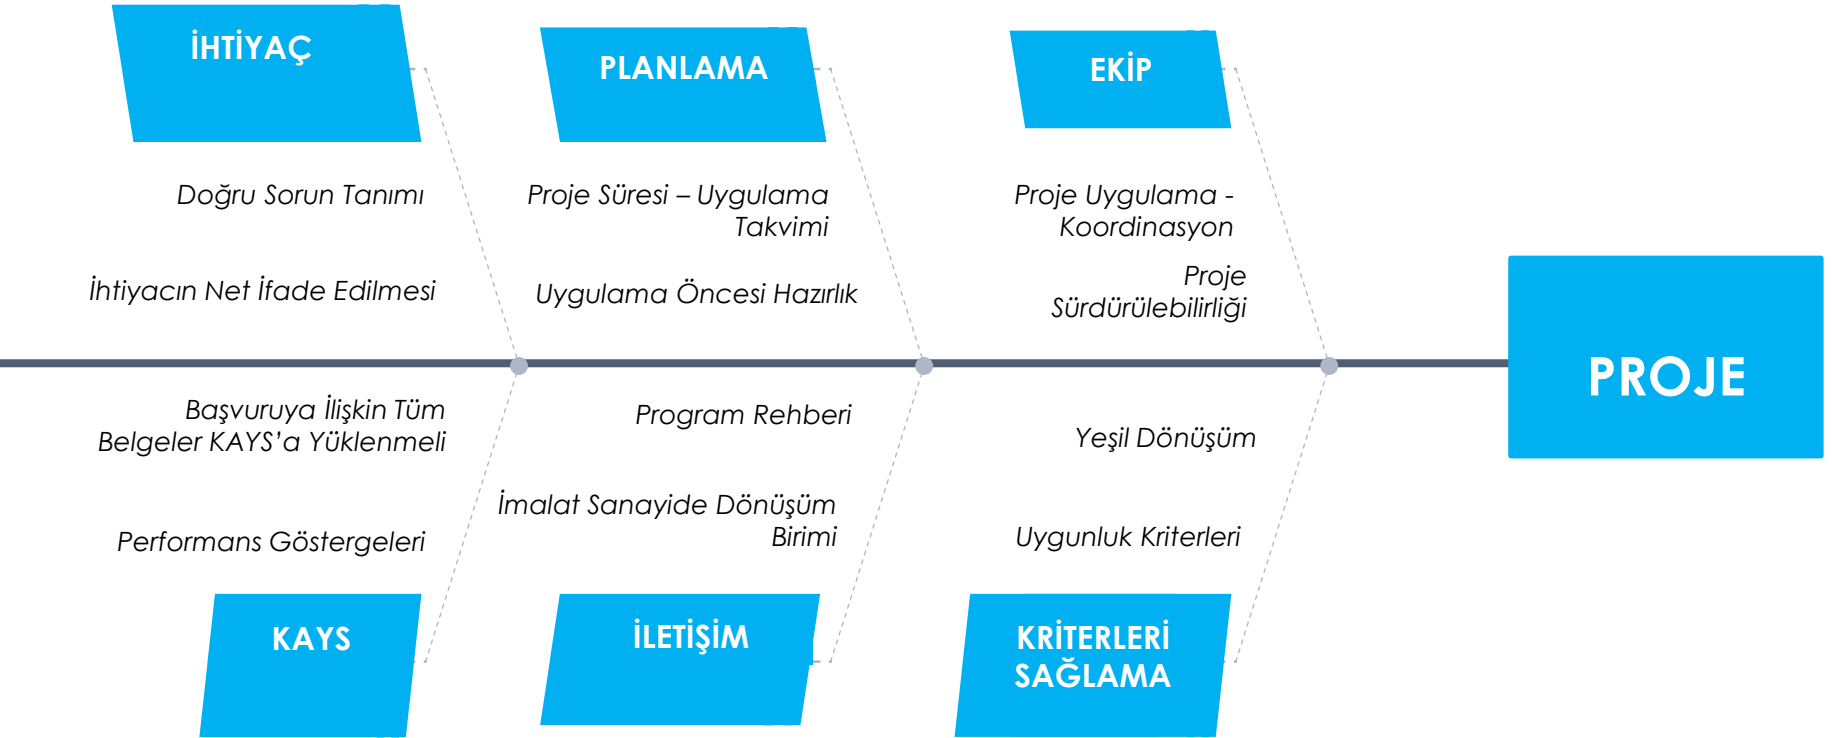 İHTİYAÇ
PLANLAMA
EKİP
Doğru Sorun Tanımı
Proje Süresi – Uygulama
Takvimi
Proje Uygulama -
Koordinasyon
İhtiyacın Net İfade Edilmesi
Uygulama Öncesi Hazırlık
Proje
Sürdürülebilirliği
PROJE
Başvuruya İlişkin Tüm
Belgeler KAYS’a Yüklenmeli
Program Rehberi
Yeşil Dönüşüm
Performans Göstergeleri
İmalat Sanayide Dönüşüm
Birimi
Uygunluk Kriterleri
KAYS
İLETİŞİM
KRİTERLERİ
SAĞLAMA